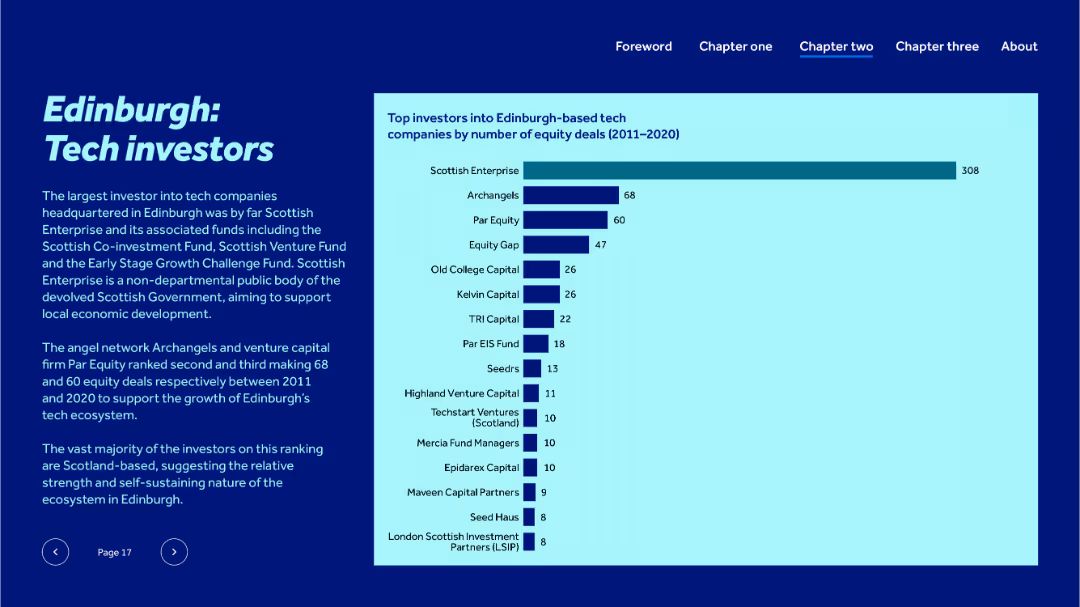 Foreword Chapter one Chapter two Chapter three About
Edinburgh:
Tech investors
The largest investor into tech companies
headquartered in Edinburgh was by far Scottish
Enterprise and its associated funds including the
Scottish Co-investment Fund, Scottish Venture Fund
and the Early Stage Growth Challenge Fund. Scottish
Enterprise is a non-departmental public body of the
devolved Scottish Government, aiming to support
local economic development.
The angel network Archangels and venture capital
firm Par Equity ranked second and third making 68
and 60 equity deals respectively between 2011
and 2020 to support the growth of Edinburgh's
tech ecosystem.
The vast majority of the investors on this ranking
are Scotland-based, suggesting the relative
strength and self-sustaining nature of the
ecosystem in Edinburgh.
Page 17
Top investors into Edinburgh-based tech
companies by number of equity deals (2011–2020)
Scottish Enterprise 308
Archangels 68
Par Equity 60
Equity Gap 47
Old College Capital 26
Kelvin Capital 26
TRI Capital 22
Par EIS Fund 18
Seedrs 13
Highland Venture Capital 11
Techstart Ventures
(Scotland) 10
Mercia Fund Managers 10
Epidarex Capital 10
Maveen Capital Partners 9
Seed Haus 8
London Scottish Investment
Partners (LSIP) 8